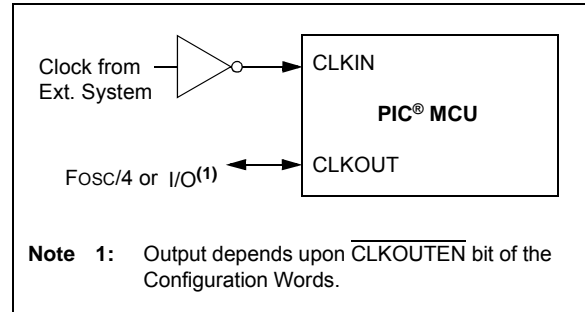 Clock from
Ext. System
CLKIN
PIC® MCU
FOSC/4 or I/O(1)
CLKOUT
Note 1: Output depends upon CLKOUTEN bit of the
Configuration Words.